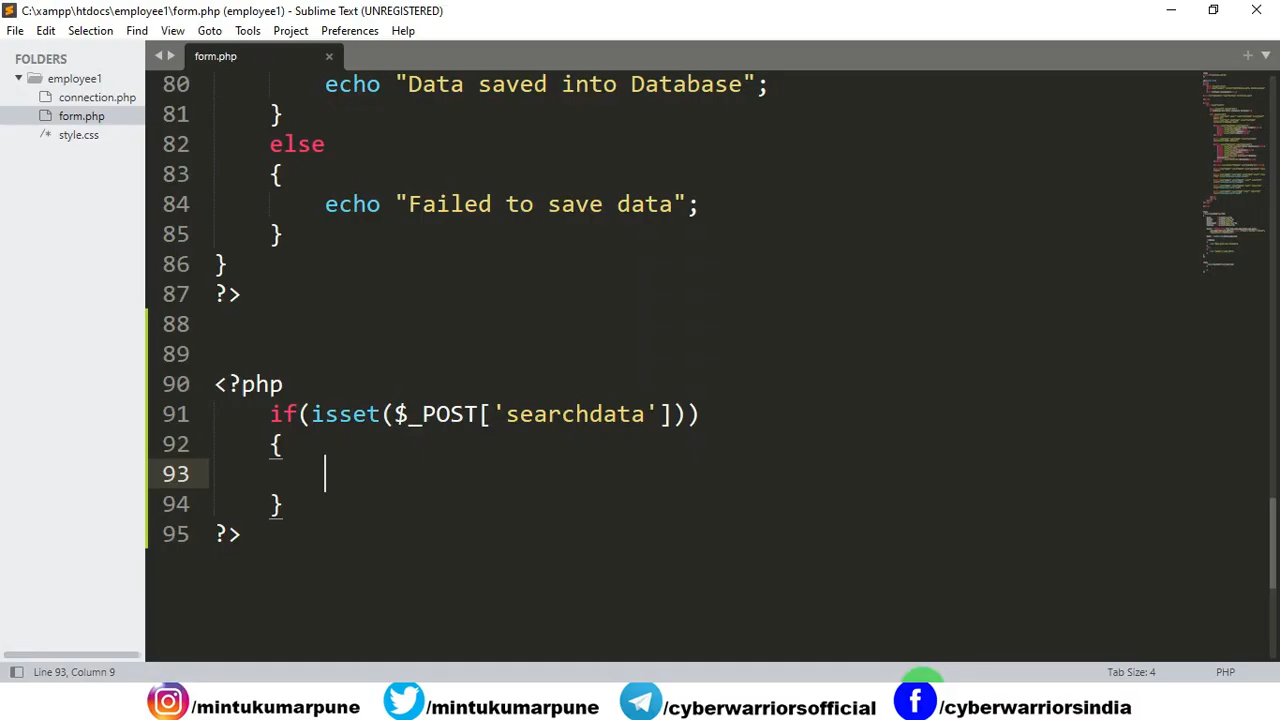 C:\xampp\htdocs\employee1\form.php (employee1) - Sublime Text (UNREGISTERED)
File Edit Selection Find View Goto Tools Project Preferences Help
FOLDERS
employee1
connection.php
form.php
/* style.css
form.php
80 echo "Data saved into Database";
81 }
82 else
83 {
84 echo "Failed to save data";
85 }
86 }
87 ?>
88
89
90 <?php
91 if(isset($_POST['searchdata']))
92 {
93
94 }
95 ?>
Line 93, Column 9 Tab Size: 4 PHP
/mintukumarpune /mintukumarpune /cyberwarriorsofficial /cyberwarriorsindia